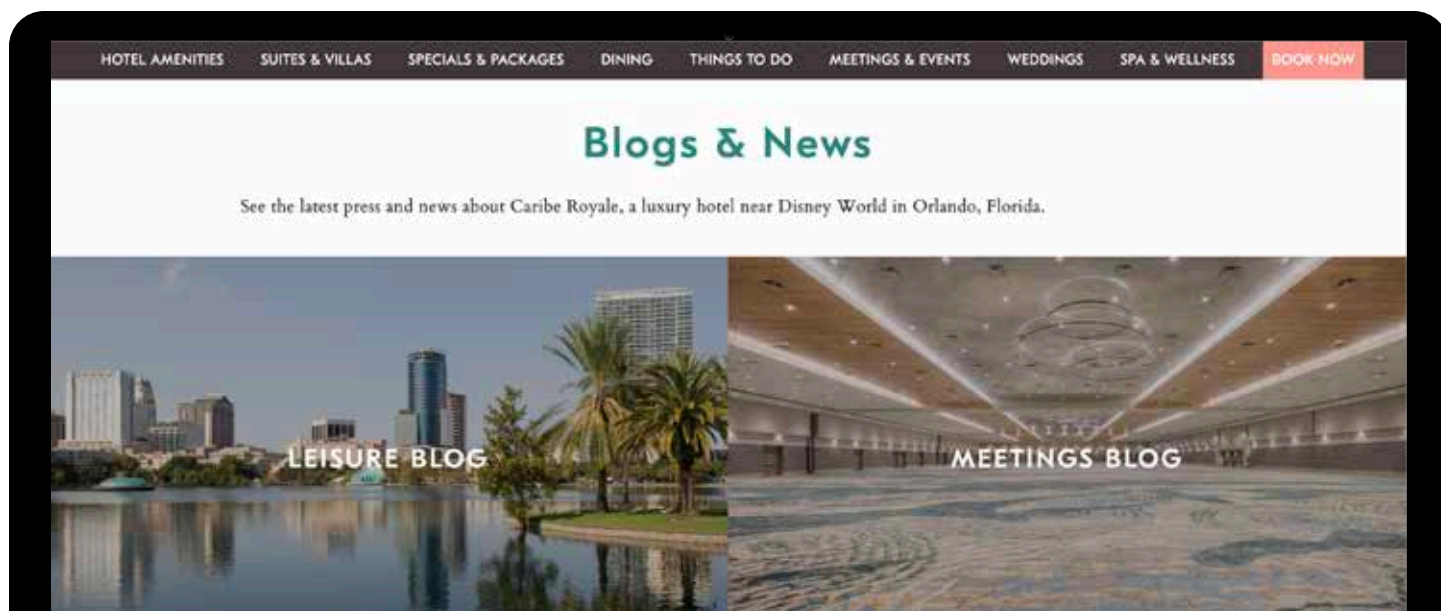 HOTEL AMENITIES SUITES & VILLAS SPECIALS & PACKAGES DINING THINGS TO DO MEETINGS & EVENTS WEDDINGS SPA & WELLNESS BOOK NOW
Blogs & News
See the latest press and news about Caribe Royale, a luxury hotel near Disney World in Orlando, Florida.
LEISURE BLOG MEETINGS BLOG